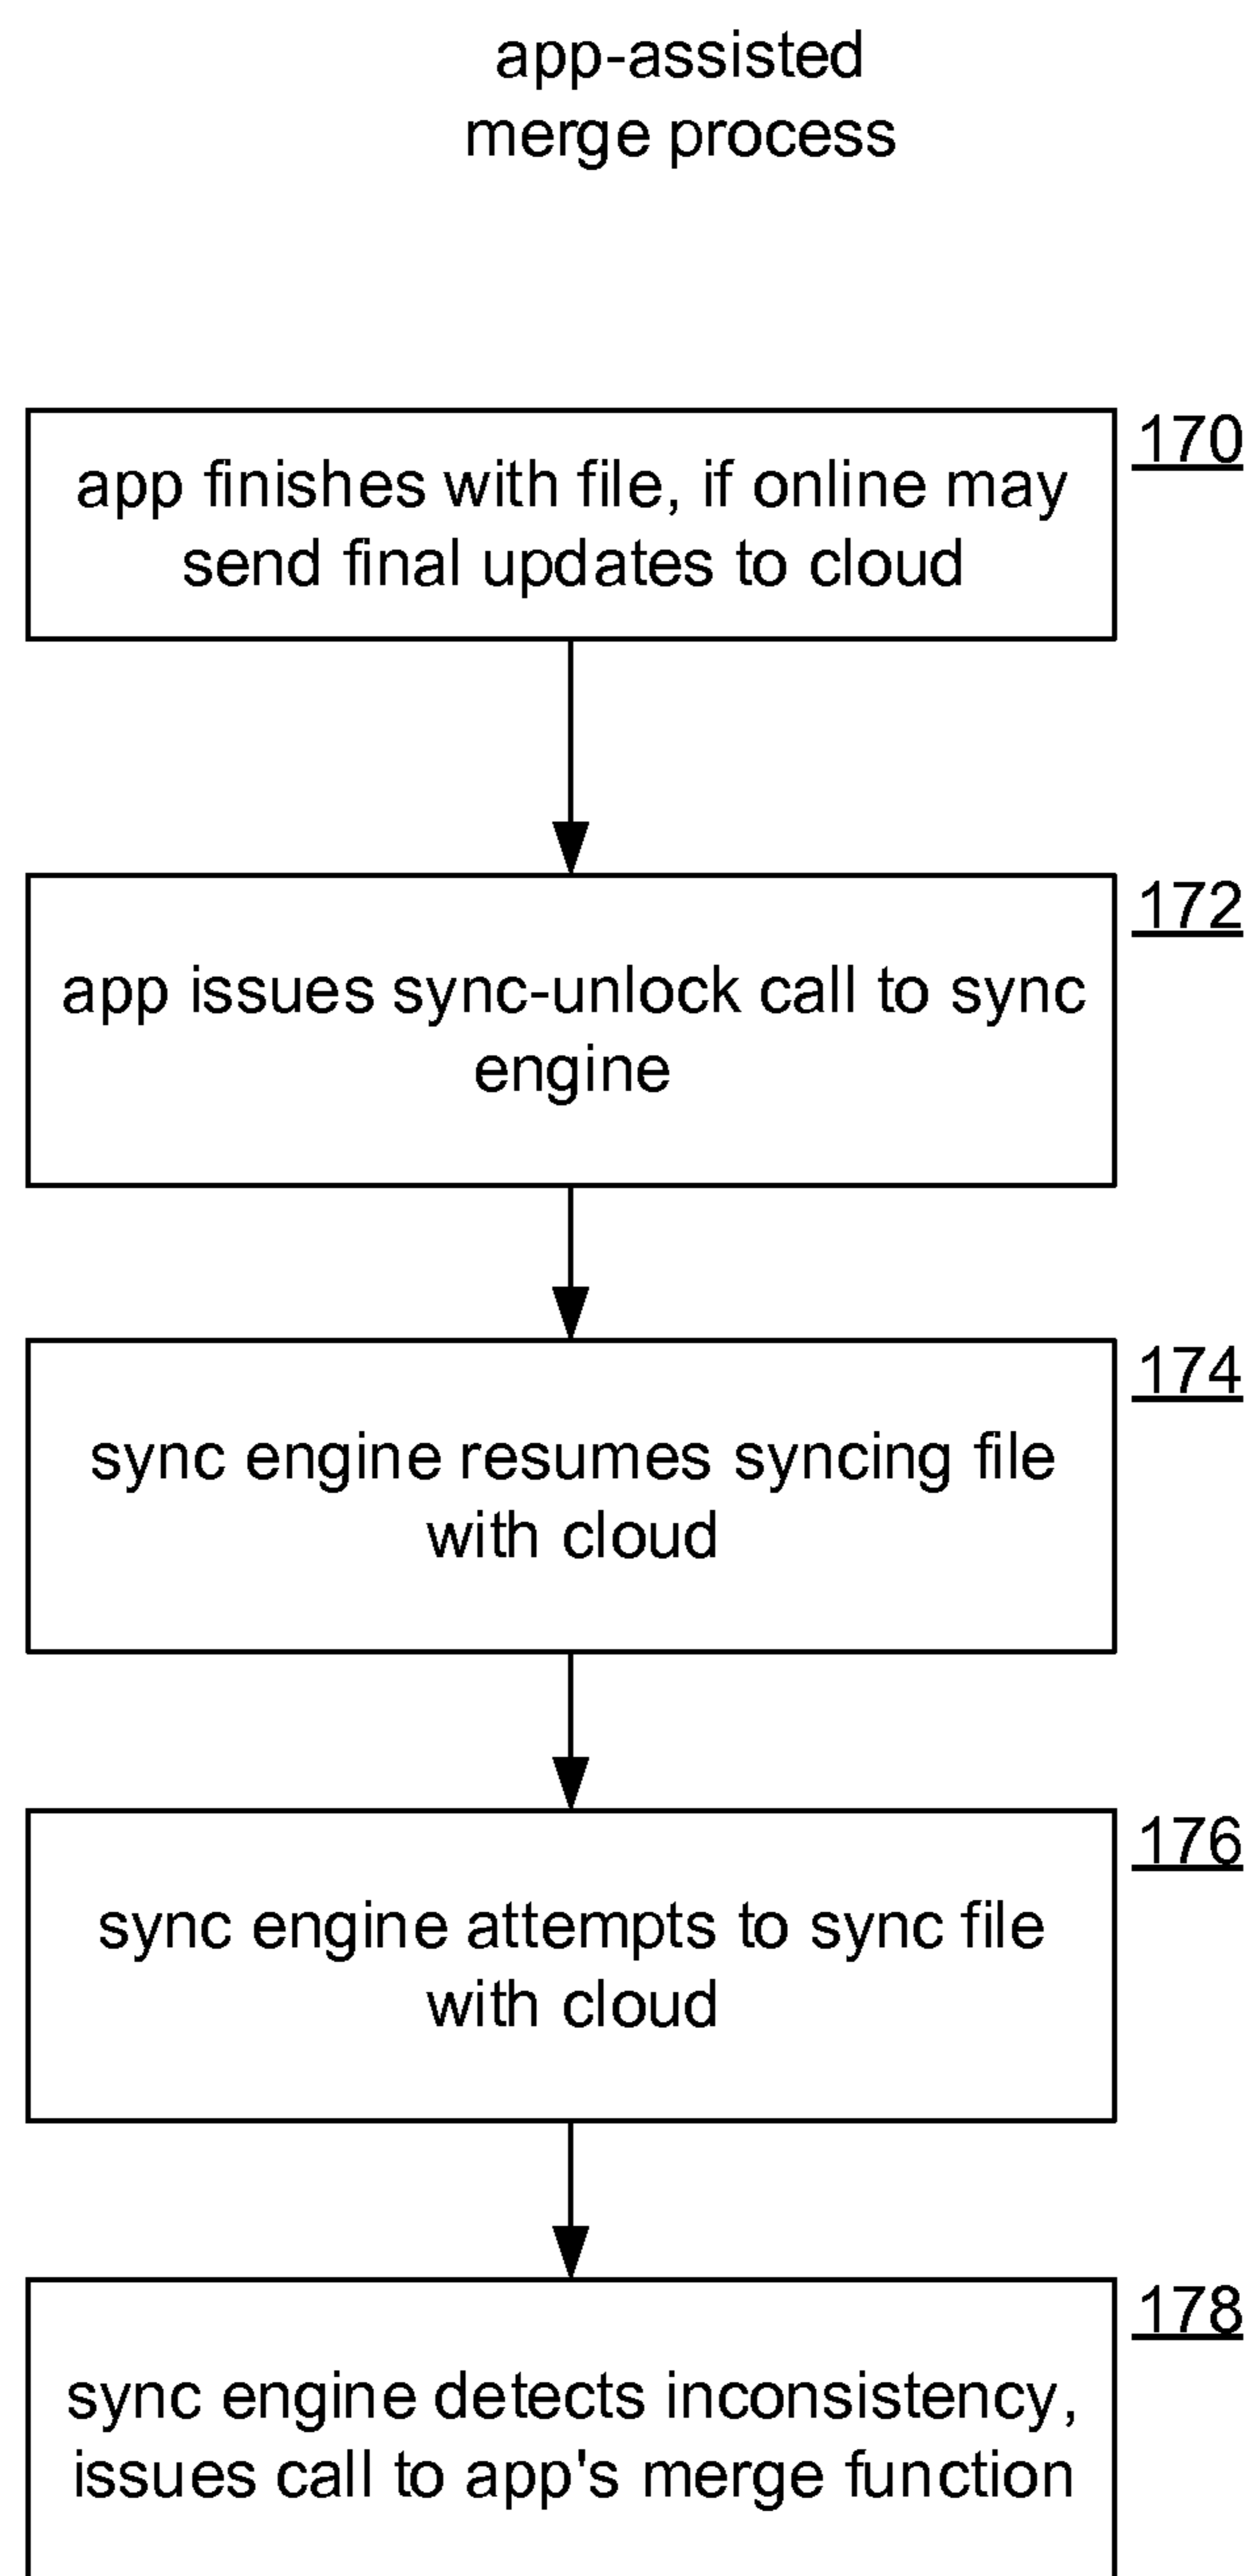 app-assisted
merge process
170
app finishes with file, if online may
send final updates to cloud
172
app issues sync-unlock call to sync
engine
174
sync engine resumes syncing file
with cloud
176
sync engine attempts to sync file
with cloud
178
sync engine detects inconsistency,
issues call to app's merge function